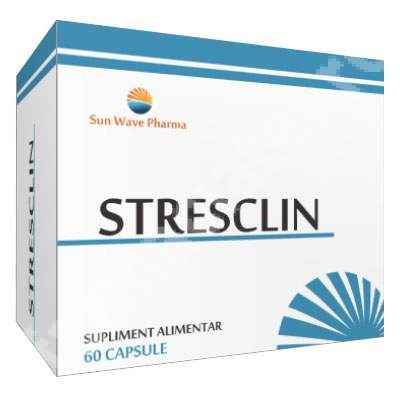 Sun Wave Pharma
STRESCLIN
STRESCLIN
SUPLIMENT ALIMENTAR
60 CAPSULE